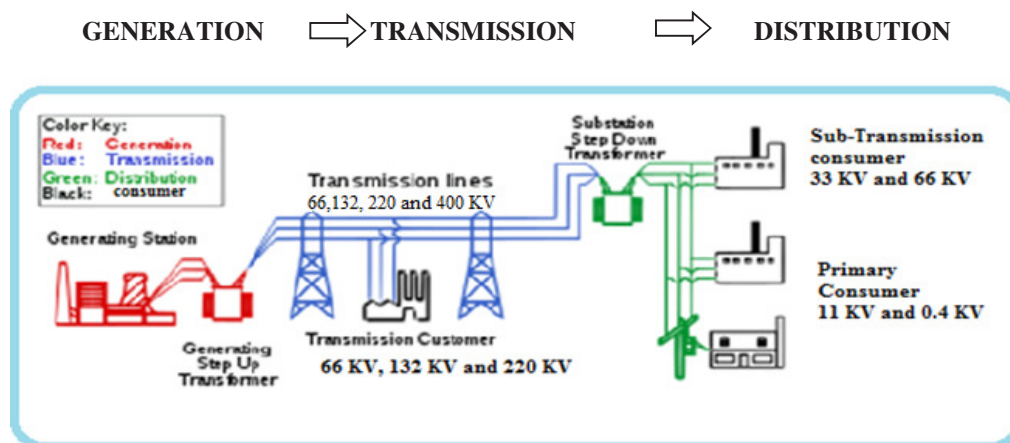 GENERATION TRANSMISSION DISTRIBUTION
Color Key:
Red: Generation
Blue: Transmission
Green: Distribution
Black: consumer
Substation
Step Down
Transformer
Sub-Transmission
consumer
33 KV and 66 KV
Transmission lines
66,132, 220 and 400 KV
Generating Station
Primary
Consumer
11 KV and 0.4 KV
Transmission Customer
66 KV, 132 KV and 220 KV
Generating
Step Up
Transformer